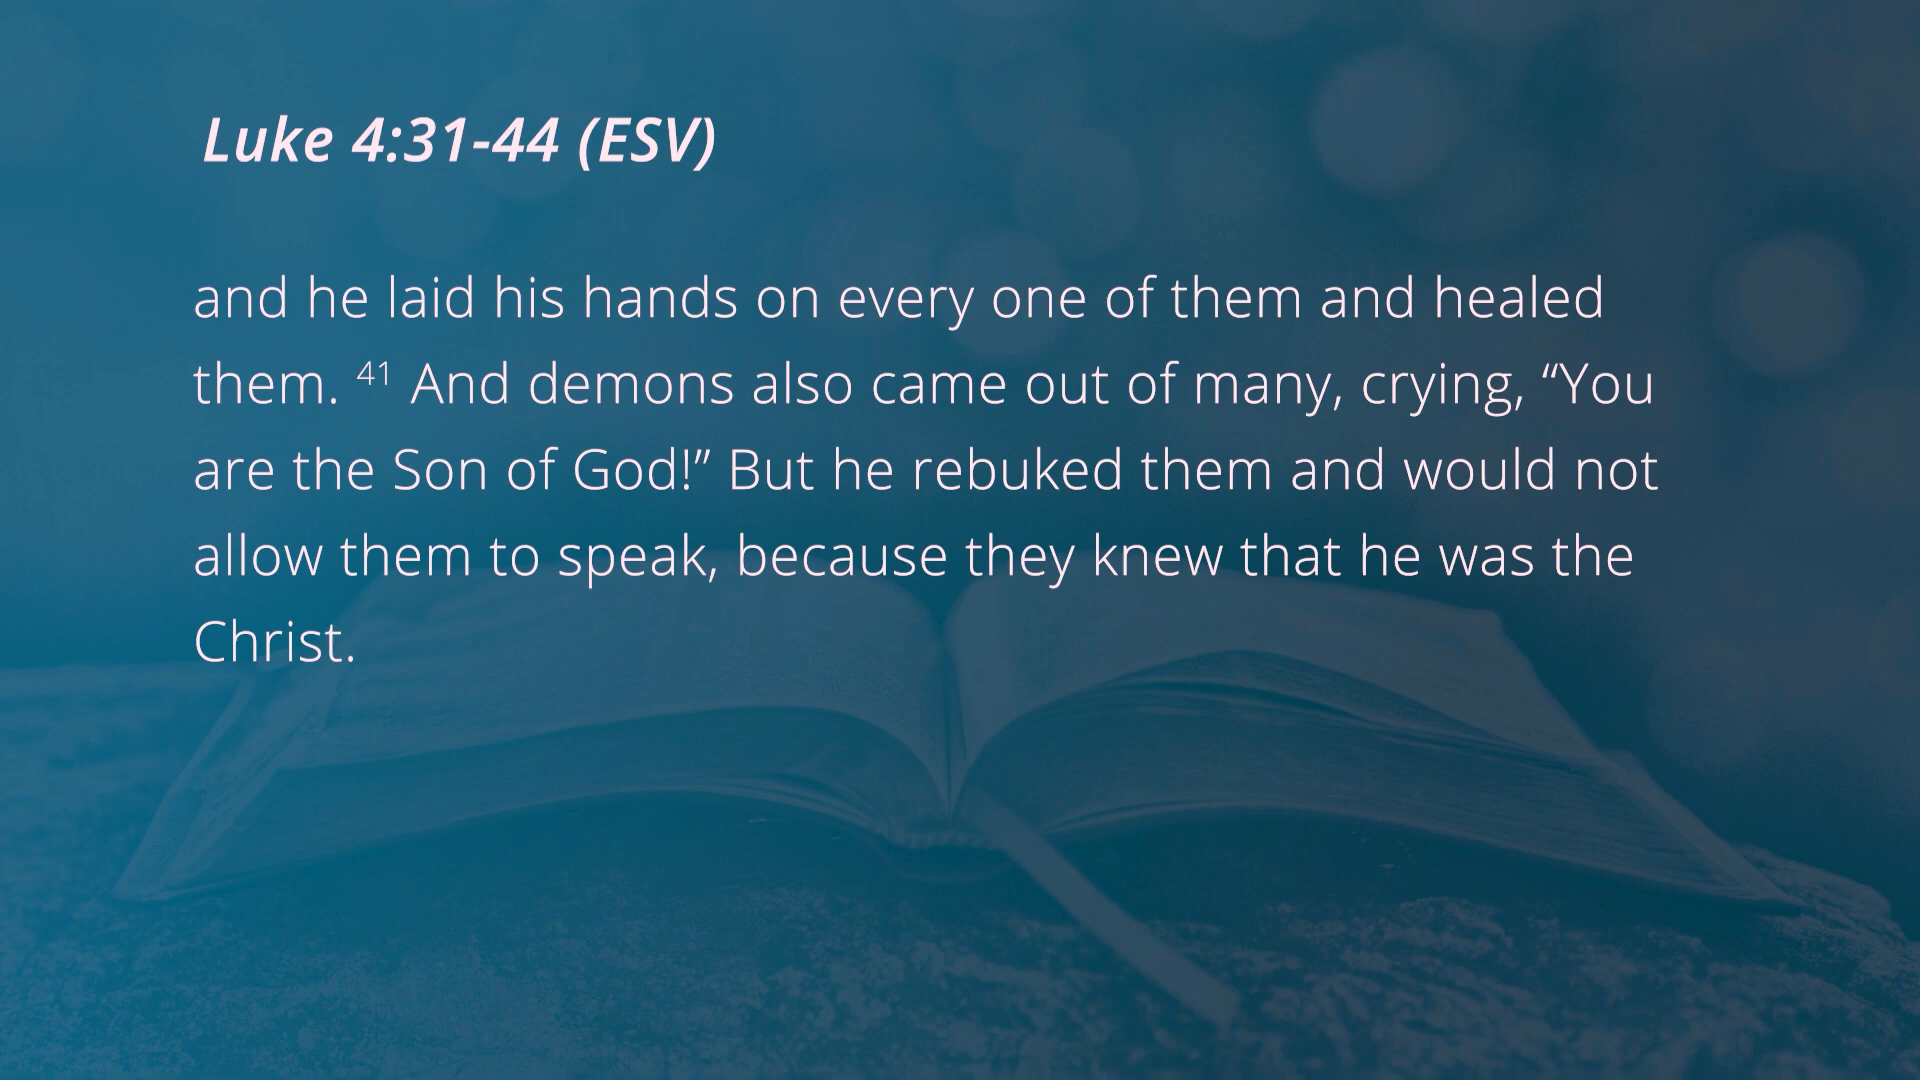 Luke 4:31-44 (ESV)
and he laid his hands on every one of them and healed
them. 41 And demons also came out of many, crying, “You
are the Son of God!” But he rebuked them and would not
allow them to speak, because they knew that he was the
Christ.